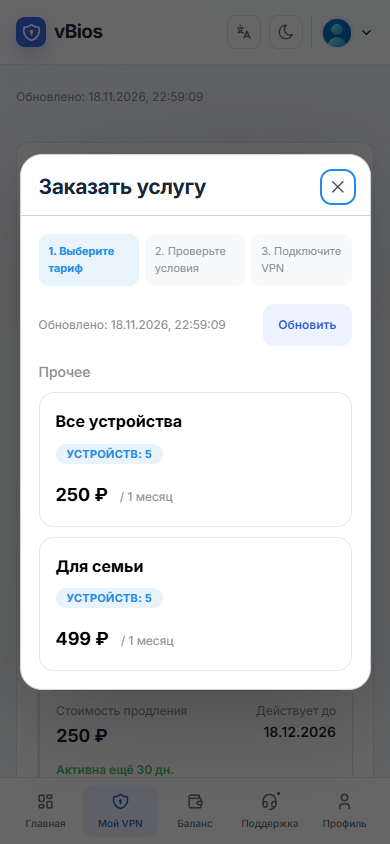 vBios
Обновлено: 18.11.2026, 22:59:09
Заказать услугу
1. Выберите
тариф
2. Проверьте
условия
3. Подключите
VPN
Обновлено: 18.11.2026, 22:59:09
Обновить
Прочее
Все устройства
УСТРОЙСТВ: 5
250 ₽ / 1 месяц
Для семьи
УСТРОЙСТВ: 5
499 ₽ / 1 месяц
Стоимость продления
Действует до
250 ₽
18.12.2026
Активна ещё 30 дн.
Главная
Мой VPN
Баланс
Поддержка
Профиль